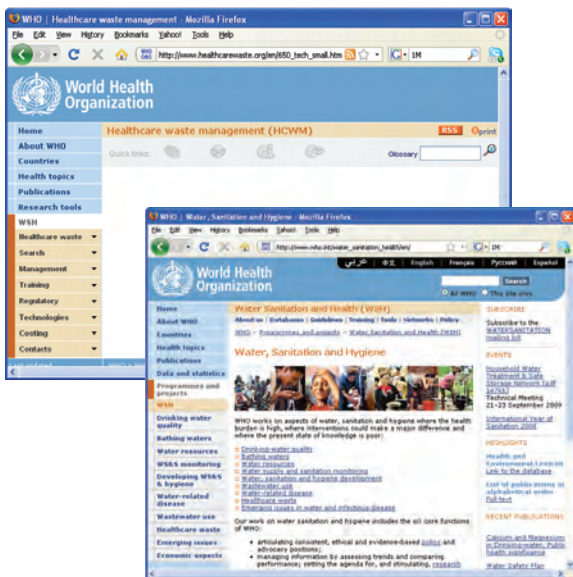 WHO | Healthcare waste management - Mozilla Firefox
File Edit View History Bookmarks Yahoo! Tools Help
http://www.healthcarewaste.org/en/650_tech_small.htm
IM
World Health
Organization
Home
Healthcare waste management (HCWM)
RSS
print
About WHO
Quick links:
Glossary
Countries
Health topics
Publications
Research tools
WSH
Healthcare waste
Search
Management
Training
Regulatory
Technologies
Costing
Contacts
WHO | Water, Sanitation and Hygiene - Mozilla Firefox
File Edit View History Bookmarks Yahoo! Tools Help
http://www.who.int/water_sanitation_health/en/
IM
عربي 中文 English Français Русский Español
World Health
Organization
Search
All WHO This site only
Home
About WHO
Countries
Health topics
Publications
Data and statistics
Programmes and
projects
WSH
Drinking water
quality
Bathing waters
Water resources
WS&S monitoring
Developing WS&S
& hygiene
Water-related
disease
Wastewater use
Healthcare waste
Emerging issues
Economic aspects
Water Sanitation and Health (WSH)
About us | Databases | Guidelines | Training | Tools | Networks | Policy
WHO > Programmes and projects > Water Sanitation and Health (WSH)
Water, Sanitation and Hygiene
WHO works on aspects of water, sanitation and hygiene where the health
burden is high, where interventions could make a major difference and
where the present state of knowledge is poor:
Drinking-water quality
Bathing waters
Water resources
Water supply and sanitation monitoring
Water, sanitation and hygiene development
Wastewater use
Water-related disease
Healthcare waste
Emerging issues in water and infectious disease
Our work on water sanitation and hygiene includes the six core functions
of WHO:
articulating consistent, ethical and evidence-based policy and
advocacy positions;
managing information by assessing trends and comparing
performance; setting the agenda for, and stimulating, research
SUBSCRIBE
Subscribe to the
WATERSANITATION
mailing list
EVENTS
Household Water
Treatment & Safe
Storage Network [pdf
Technical Meeting
21-23 September 2009
International Year of
Sanitation 2008
HIGHLIGHTS
Health and
Environment Lexicon
Link to the database
List of publications in
alphabetical order
Full text
RECENT PUBLICATIONS
Calcium and Magnesium
in Drinking-water: Public
health significance
Water Safety Plan